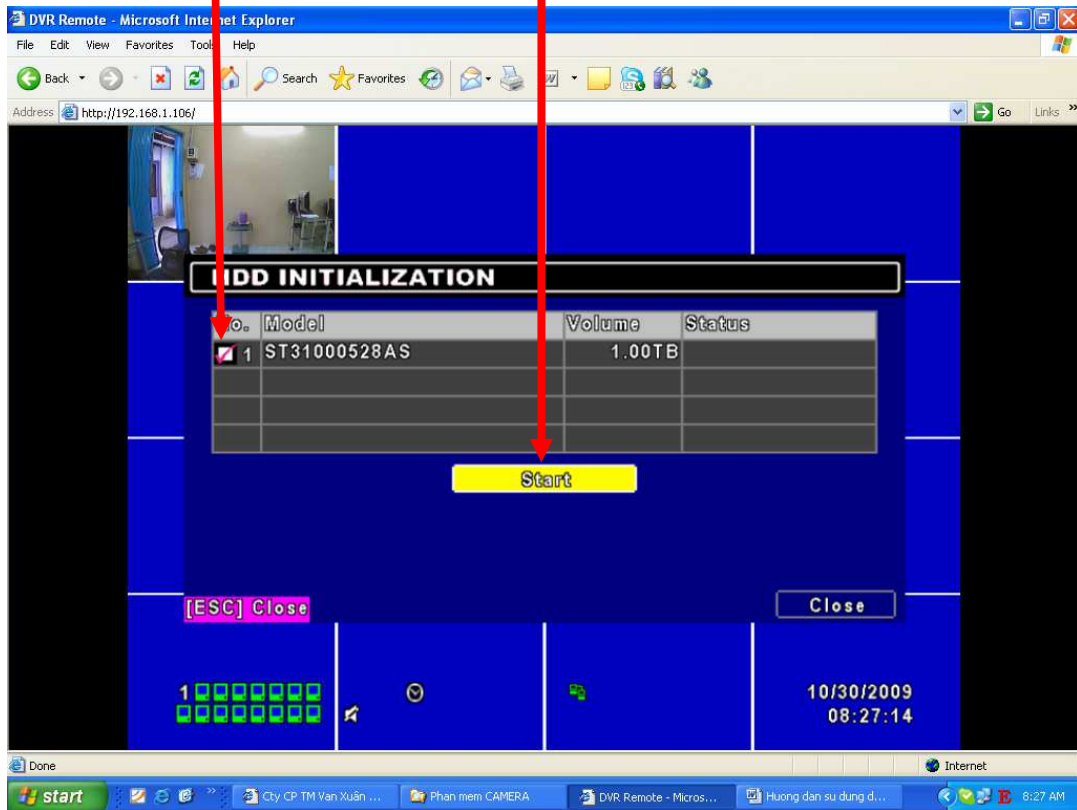 DVR Remote - Microsoft Internet Explorer
File Edit View Favorites Tools Help
Back Search Favorites
Address http://192.168.1.106/ Go Links »
HDD INITIALIZATION
No. Model Volume Status
1 ST31000528AS 1.00TB
Start
[ESC] Close Close
1 10/30/2009
08:27:14
Done Internet
start » Cty CP TM Van Xuân ... Phan mem CAMERA DVR Remote - Micros... Huong dan su dung d... E 8:27 AM